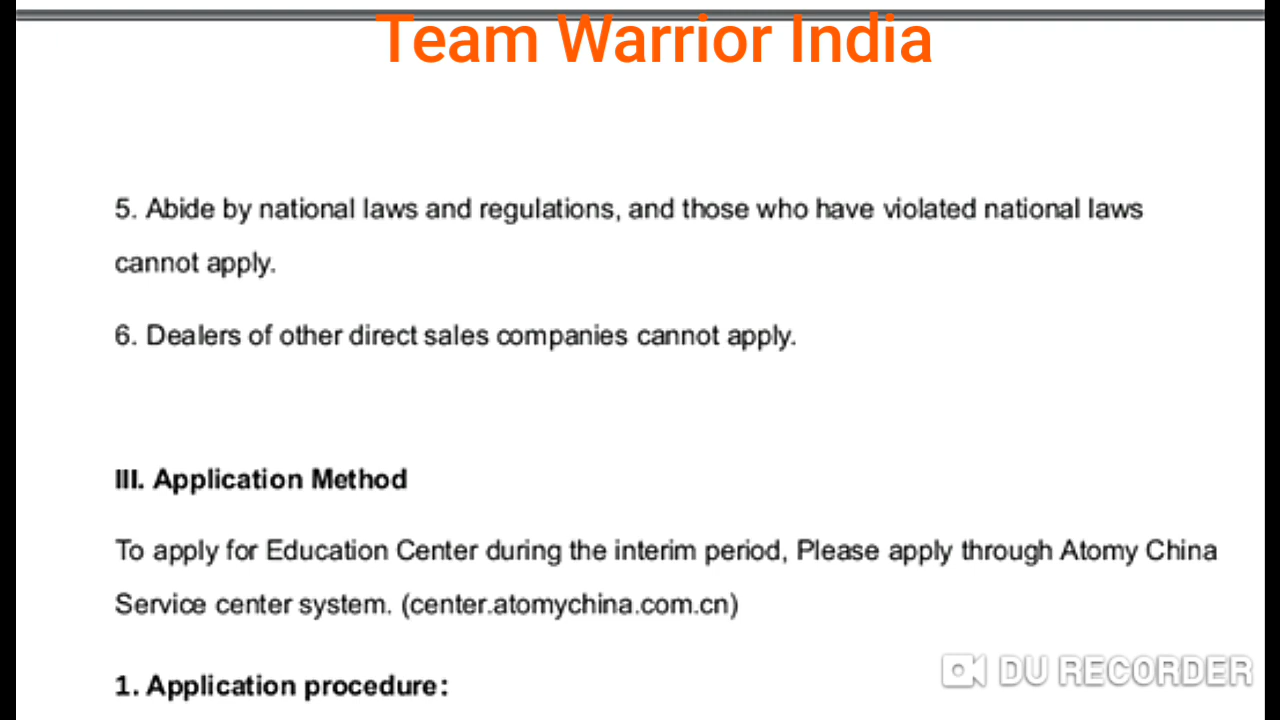 Team Warrior India
5. Abide by national laws and regulations, and those who have violated national laws
cannot apply.
6. Dealers of other direct sales companies cannot apply.
III. Application Method
To apply for Education Center during the interim period, Please apply through Atomy China
Service center system. (center.atomychina.com.cn)
DU RECORDER
1. Application procedure: